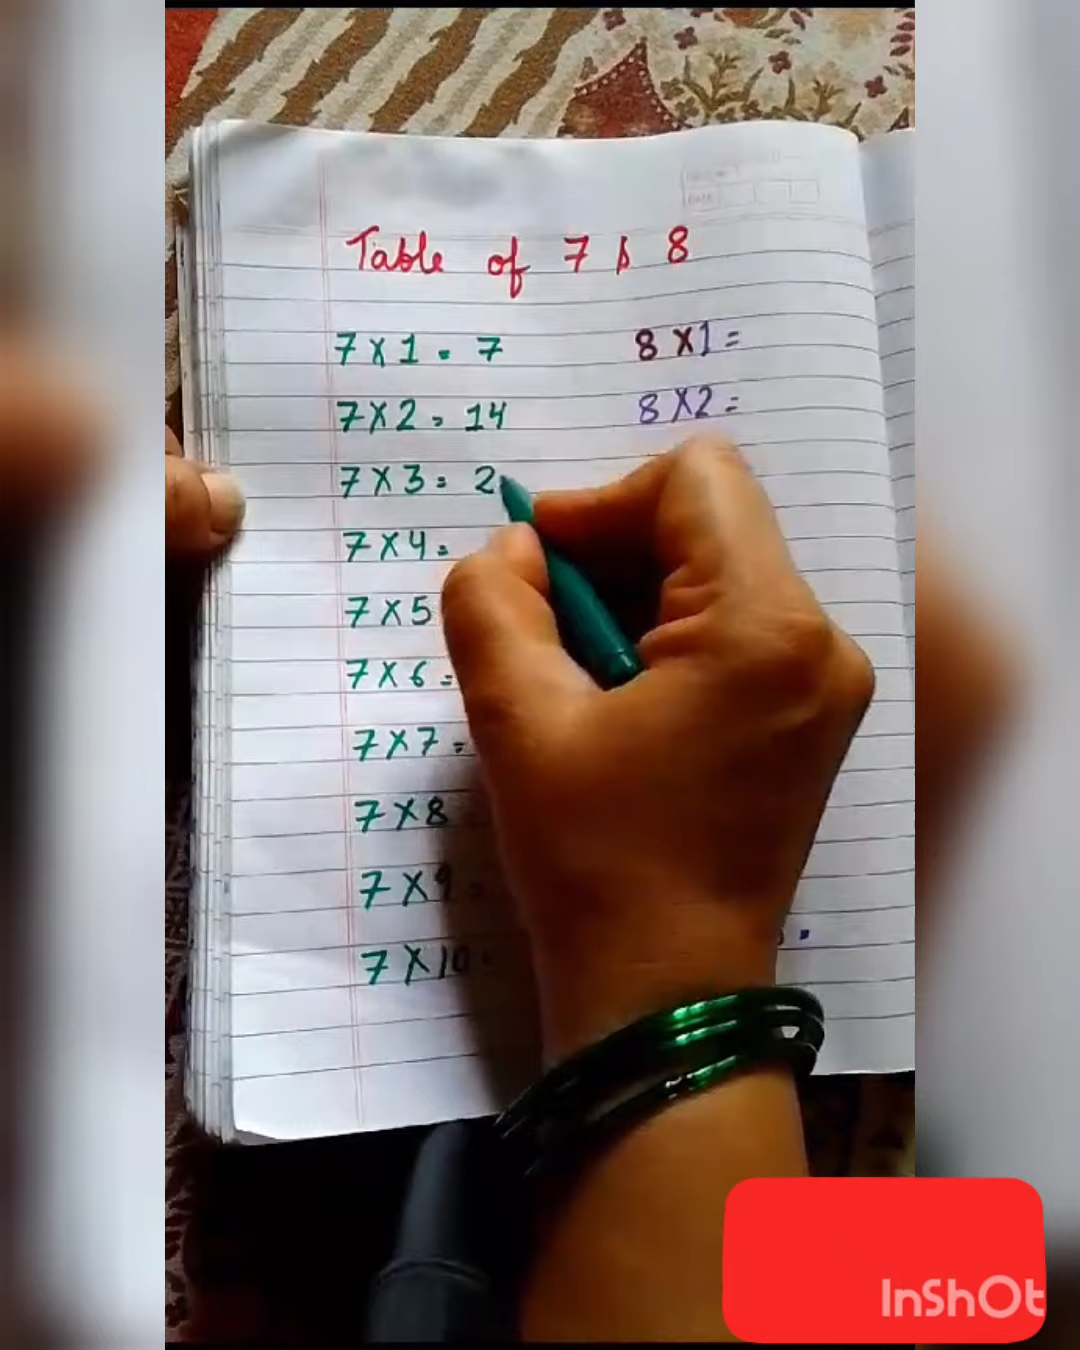 Table of 7 & 8
7 X 1 = 7
8 X 1 =
7 X 2 = 14
8 X 2 =
7 X 3 = 2
7 X 4 =
7 X 5
7 X 6 =
7 X 7 =
7 X 8
7 X 9 =
7 X 10 =
InShOt